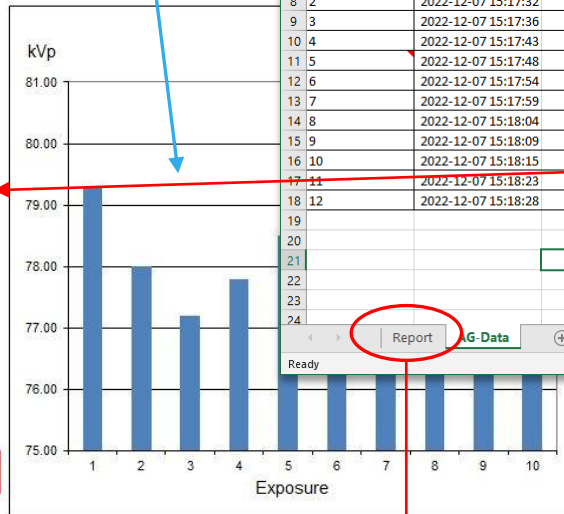 8 2 2022-12-07 15:17:32
9 3 2022-12-07 15:17:36
10 4 2022-12-07 15:17:43
11 5 2022-12-07 15:17:48
12 6 2022-12-07 15:17:54
13 7 2022-12-07 15:17:59
14 8 2022-12-07 15:18:04
15 9 2022-12-07 15:18:09
16 10 2022-12-07 15:18:15
17 11 2022-12-07 15:18:23
18 12 2022-12-07 15:18:28
19
20
21
22
23
24
Report AG-Data
Ready
kVp
81.00
80.00
79.00
78.00
77.00
76.00
75.00
1 2 3 4 5 6 7 8 9 10
Exposure